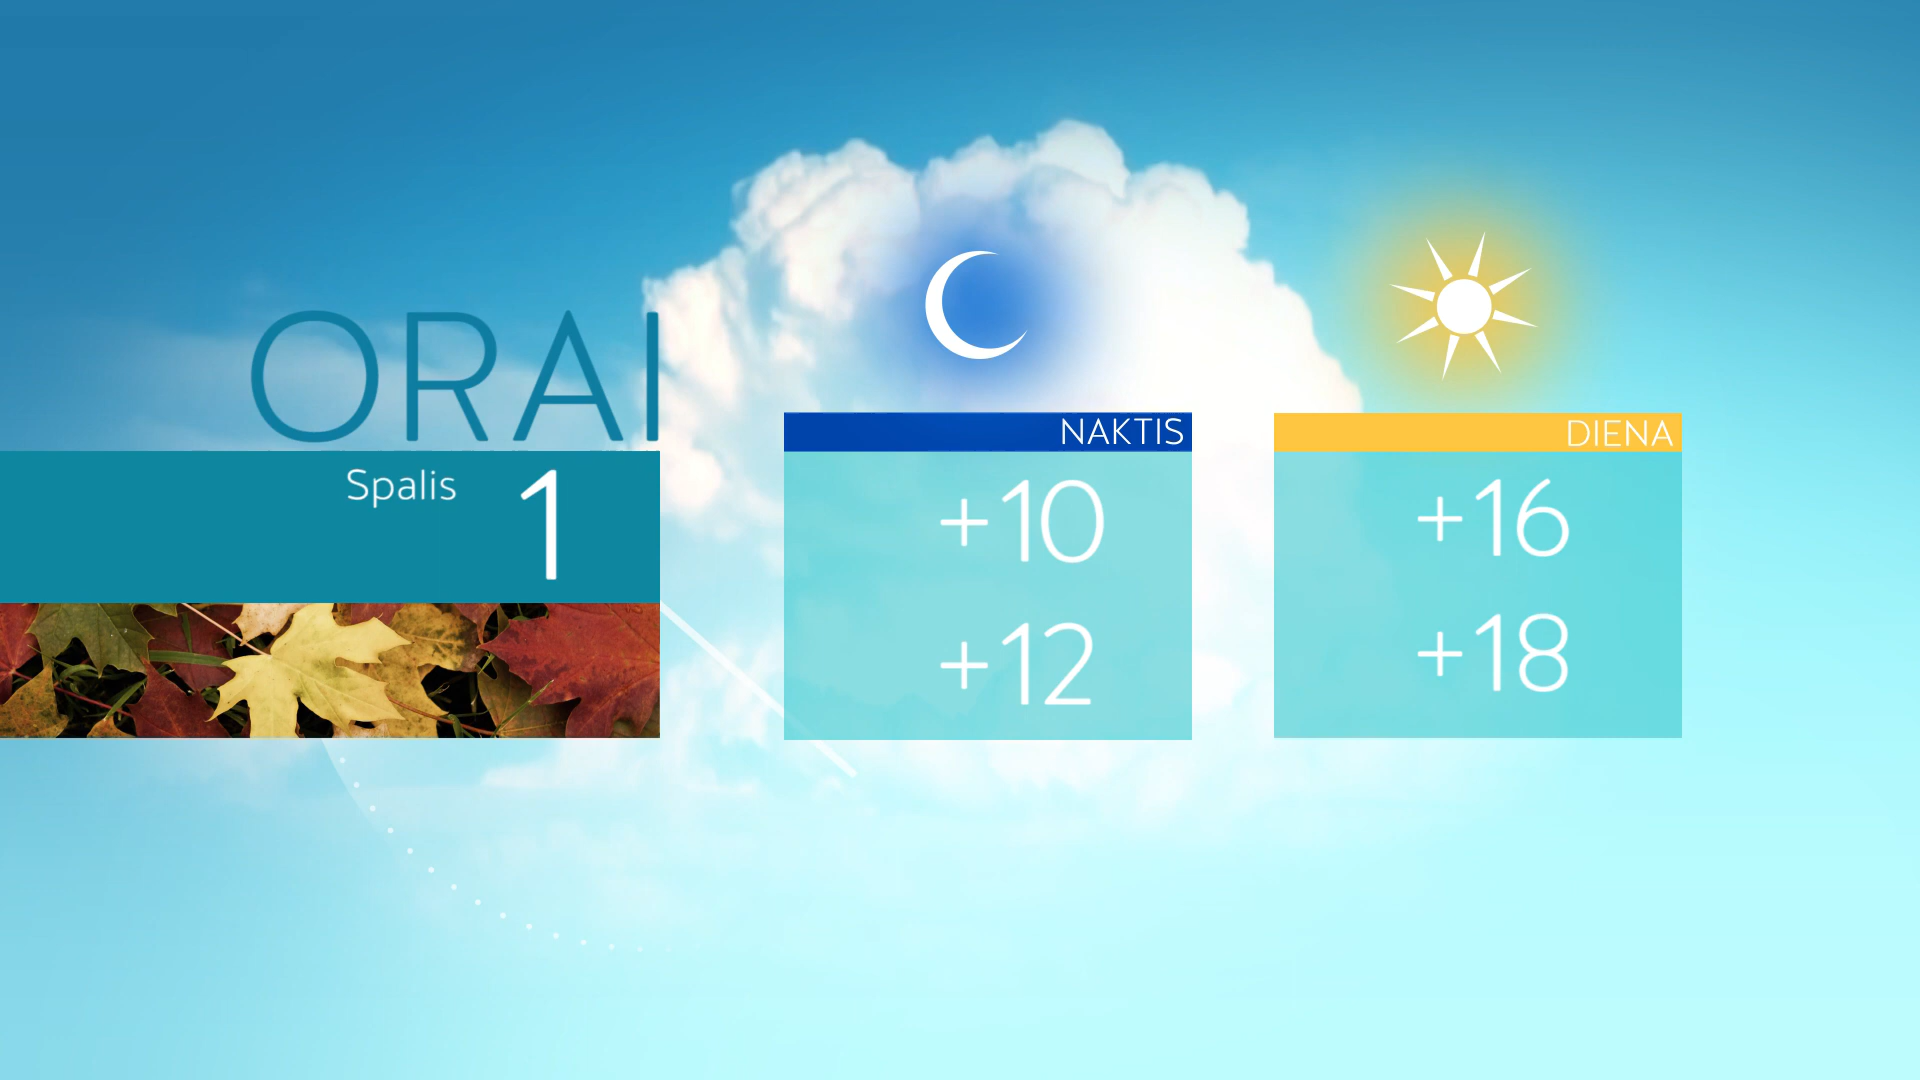 ORAI
Spalis 1
NAKTIS
+10
+12
DIENA
+16
+18